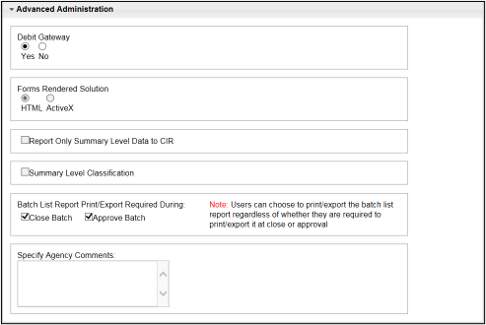 Advanced Administration
Debit Gateway
Yes No
Forms Rendered Solution
HTML ActiveX
Report Only Summary Level Data to CIR
Summary Level Classification
Batch List Report Print/Export Required During:
Close Batch Approve Batch
Note: Users can choose to print/export the batch list
report regardless of whether they are required to
print/export it at close or approval
Specify Agency Comments: